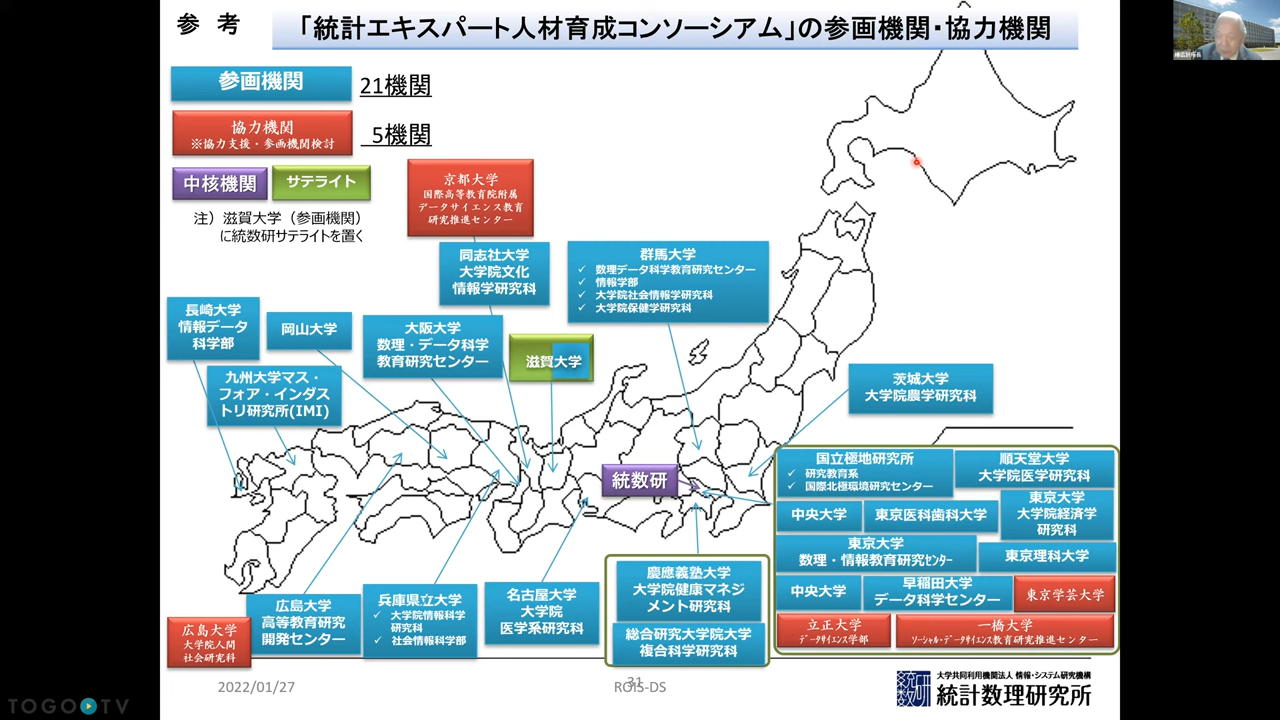 参 考
「統計エキスパート人材育成コンソーシアム」の参画機関・協力機関
参画機関
21機関
協力機関
※協力支援・参画機関検討
5機関
中核機関
サテライト
注）滋賀大学（参画機関）
に統数研サテライトを置く
京都大学
国際高等教育院附属
データサイエンス教育
研究推進センター
同志社大学
大学院文化
情報学研究科
群馬大学
✓ 数理データ科学教育研究センター
✓ 情報学部
✓ 大学院社会情報学研究科
✓ 大学院保健学研究科
長崎大学
情報データ
科学部
岡山大学
大阪大学
数理・データ科学
教育研究センター
滋賀大学
九州大学マス・
フォア・インダス
トリ研究所(IMI)
茨城大学
大学院農学研究科
統数研
国立極地研究所
✓ 研究教育系
✓ 国際北極環境研究センター
順天堂大学
大学院医学研究科
中央大学
東京医科歯科大学
東京大学
大学院経済学
研究科
東京大学
数理・情報教育研究ｾﾝﾀｰ
東京理科大学
中央大学
早稲田大学
データ科学センター
東京学芸大学
立正大学
ﾃﾞｰﾀｻｲｴﾝｽ学部
一橋大学
ｿｰｼｬﾙ・ﾃﾞｰﾀｻｲｴﾝｽ教育研究推進センター
慶應義塾大学
大学院健康マネジ
メント研究科
総合研究大学院大学
複合科学研究科
名古屋大学
大学院
医学系研究科
兵庫県立大学
✓ 大学院情報科学
研究科
✓ 社会情報科学部
広島大学
高等教育研究
開発センター
広島大学
大学院人間
社会研究科
2022/01/27
31
ROIS-DS
大学共同利用機関法人 情報・システム研究機構
統計数理研究所
TOGO TV